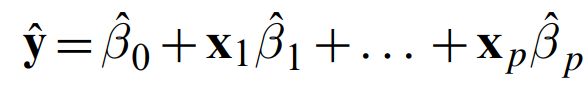 ŷ = β̂₀ + x₁β̂₁ + … + xₚβ̂ₚ